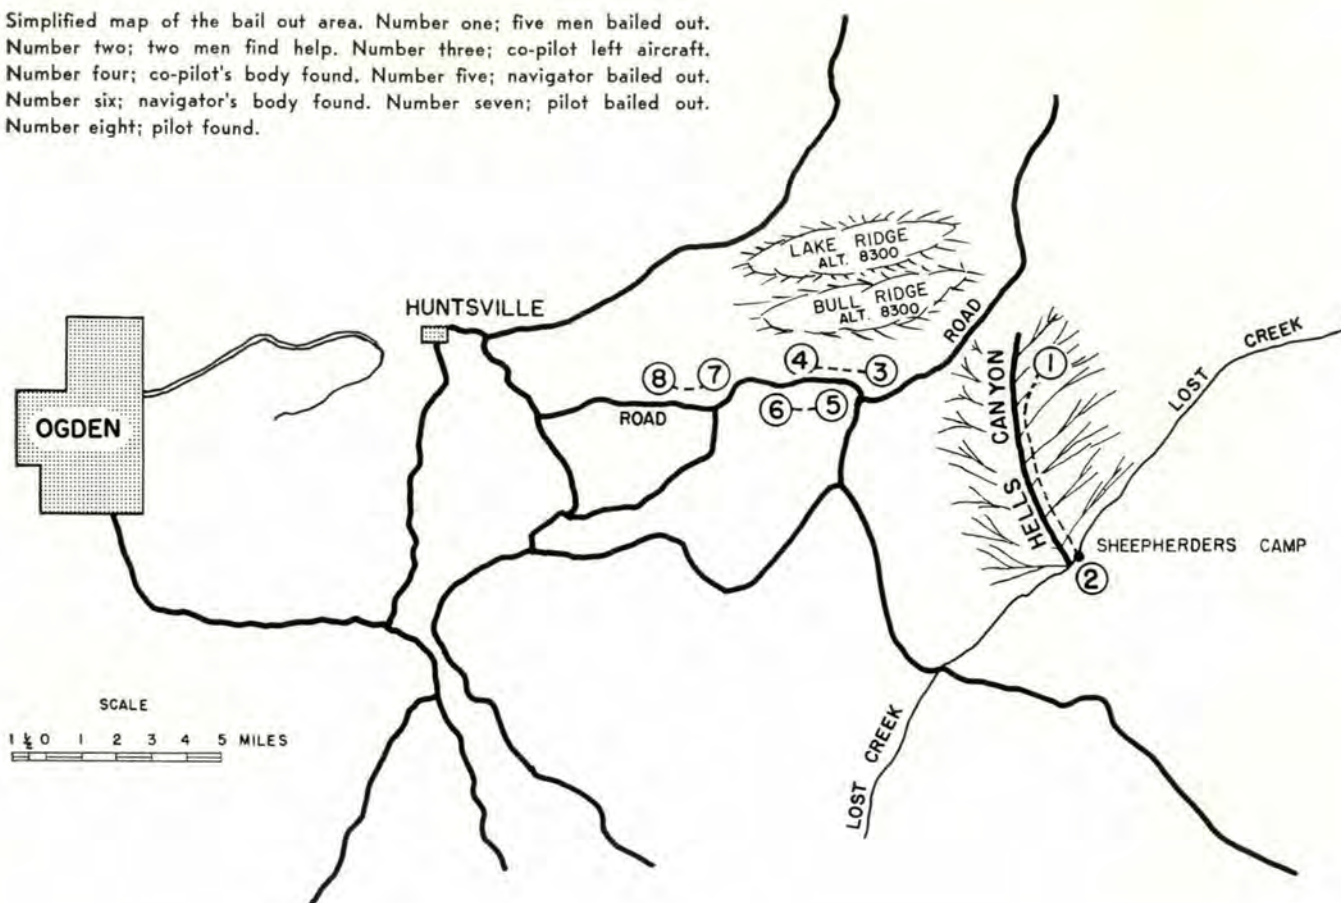 Simplified map of the bail out area. Number one; five men bailed out.
Number two; two men find help. Number three; co-pilot left aircraft.
Number four; co-pilot's body found. Number five; navigator bailed out.
Number six; navigator's body found. Number seven; pilot bailed out.
Number eight; pilot found.
LAKE RIDGE
ALT. 8300
BULL RIDGE
ALT. 8300
HUNTSVILLE
ROAD
CREEK
LOST
4
3
1
8
7
6
5
CANYON
HELLS
ROAD
OGDEN
SHEEPHERDERS CAMP
2
SCALE
1 ½ 0 1 2 3 4 5 MILES
LOST CREEK